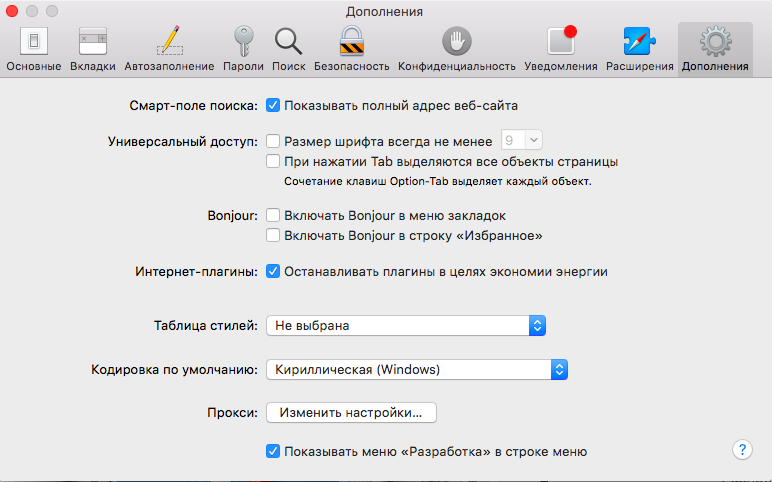 Дополнения
Основные Вкладки Автозаполнение Пароли Поиск Безопасность Конфиденциальность Уведомления Расширения Дополнения
Смарт-поле поиска: Показывать полный адрес веб-сайта
Универсальный доступ: Размер шрифта всегда не менее 9
При нажатии Tab выделяются все объекты страницы
Сочетание клавиш Option-Tab выделяет каждый объект.
Bonjour: Включать Bonjour в меню закладок
Включать Bonjour в строку «Избранное»
Интернет-плагины: Останавливать плагины в целях экономии энергии
Таблица стилей: Не выбрана
Кодировка по умолчанию: Кириллическая (Windows)
Прокси: Изменить настройки...
Показывать меню «Разработка» в строке меню
?